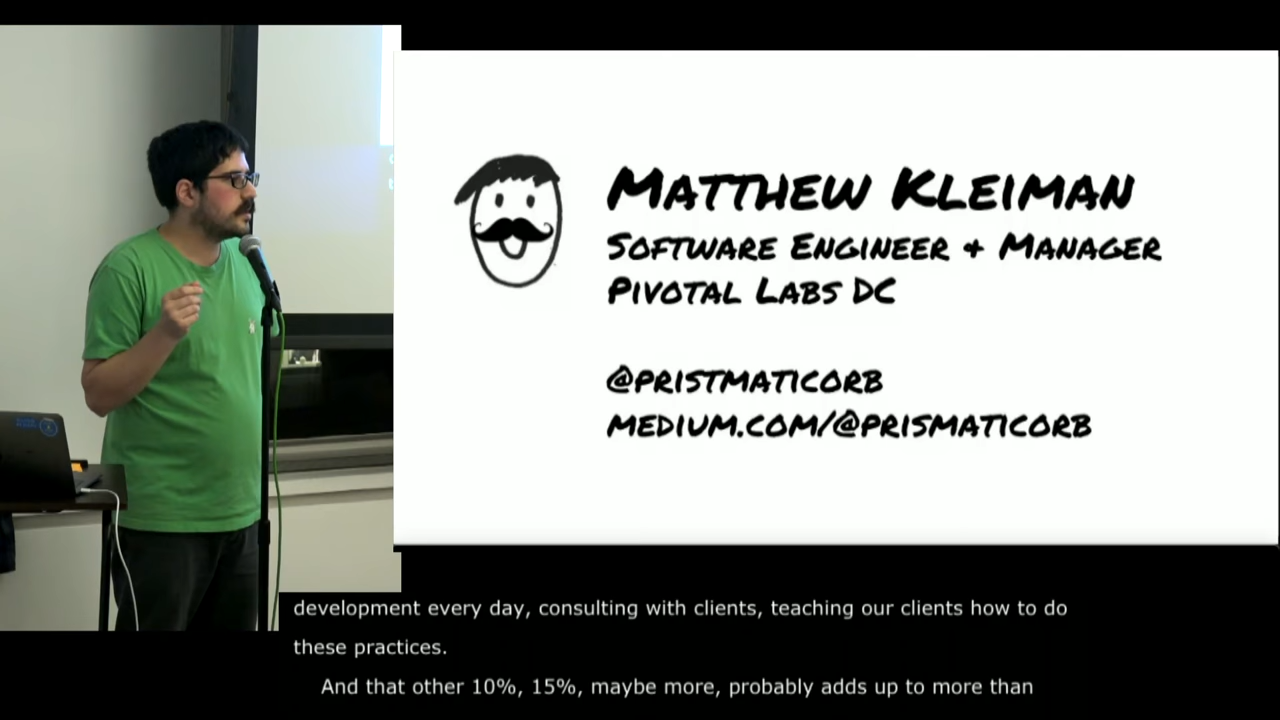 MATTHEW KLEIMAN
SOFTWARE ENGINEER + MANAGER
PIVOTAL LABS DC
@PRISTMATICORB
MEDIUM.COM/@PRISMATICORB
development every day, consulting with clients, teaching our clients how to do
these practices.
And that other 10%, 15%, maybe more, probably adds up to more than